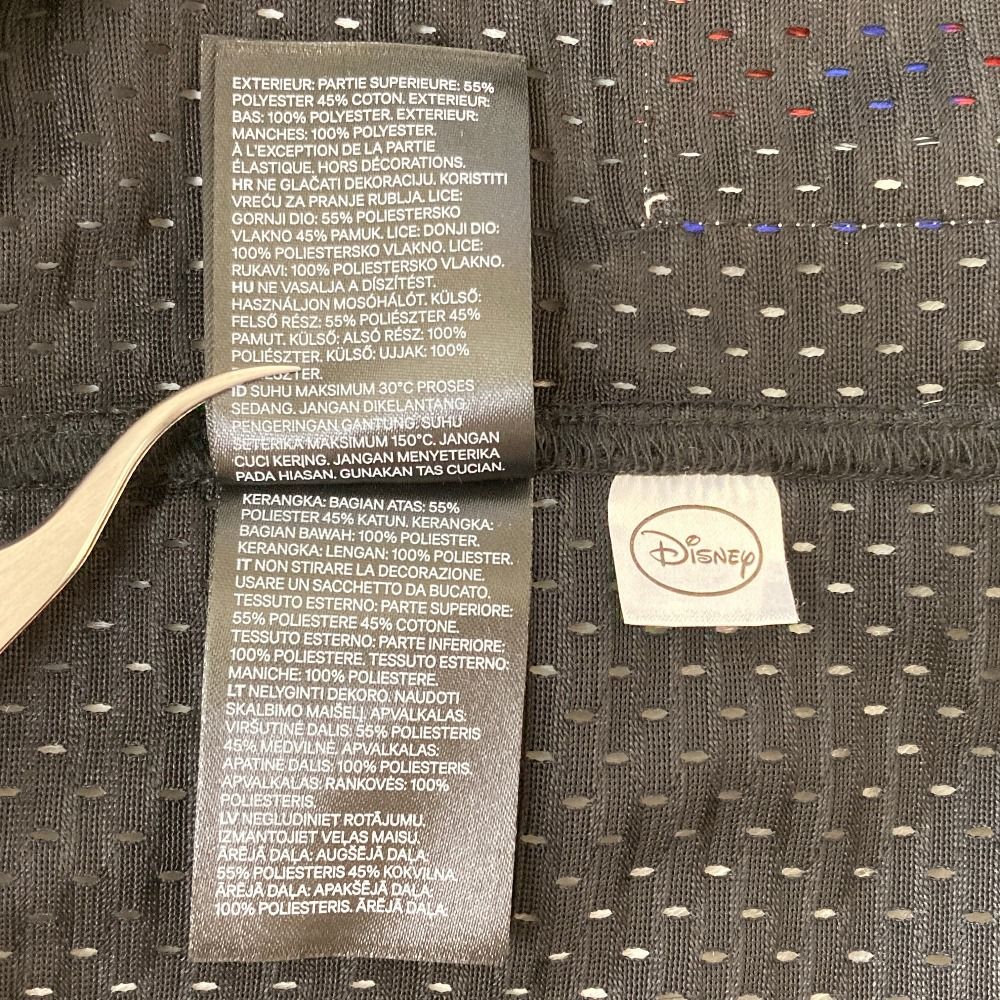 EXTERIEUR: PARTIE SUPERIEURE: 55%
POLYESTER 45% COTON. EXTERIEUR:
BAS: 100% POLYESTER. EXTERIEUR:
MANCHES: 100% POLYESTER.
À L'EXCEPTION DE LA PARTIE
ÉLASTIQUE. HORS DÉCORATIONS.
HR NE GLAČATI DEKORACIJU. KORISTITI
VREĆU ZA PRANJE RUBLJA. LICE:
GORNJI DIO: 55% POLIESTERSKO
VLAKNO 45% PAMUK. LICE: DONJI DIO:
100% POLIESTERSKO VLAKNO. LICE:
RUKAVI: 100% POLIESTERSKO VLAKNO.
HU NE VASALJA A DÍSZÍTÉST.
HASZNÁLJON MOSÓHÁLÓT. KÜLSŐ:
FELSŐ RÉSZ: 55% POLIÉSZTER 45%
PAMUT. KÜLSŐ: ALSÓ RÉSZ: 100%
POLIÉSZTER. KÜLSŐ: UJJAK: 100%
ID SUHU MAKSIMUM 30°C PROSES
SEDANG. JANGAN DIKELANTANG.
PENGERINGAN GANTUNG. SUHU
SETERIKA MAKSIMUM 150°C. JANGAN
CUCI KERING. JANGAN MENYETERIKA
PADA HIASAN. GUNAKAN TAS CUCIAN.
KERANGKA: BAGIAN ATAS: 55%
POLIESTER 45% KATUN. KERANGKA:
BAGIAN BAWAH: 100% POLIESTER.
KERANGKA: LENGAN: 100% POLIESTER.
IT NON STIRARE LA DECORAZIONE.
USARE UN SACCHETTO DA BUCATO.
TESSUTO ESTERNO: PARTE SUPERIORE:
55% POLIESTERE 45% COTONE.
TESSUTO ESTERNO: PARTE INFERIORE:
100% POLIESTERE. TESSUTO ESTERNO:
MANICHE: 100% POLIESTERE.
LT NELYGINTI DEKORO. NAUDOTI
SKALBIMO MAIŠELĮ. APVALKALAS:
VIRŠUTINĖ DALIS: 55% POLIESTERIS
45% MEDVILNĖ. APVALKALAS:
APATINĖ DALIS: 100% POLIESTERIS.
APVALKALAS: RANKOVĖS: 100%
POLIESTERIS.
LV NEGLUDINIET ROTĀJUMU.
IZMANTOJIET VEĻAS MAISU.
ĀRĒJĀ DAĻA: AUGŠĒJĀ DAĻA:
55% POLIESTERIS 45% KOKVILNA.
ĀRĒJĀ DAĻA: APAKŠĒJĀ DAĻA:
100% POLIESTERIS. ĀRĒJĀ DAĻA:
DISNEY